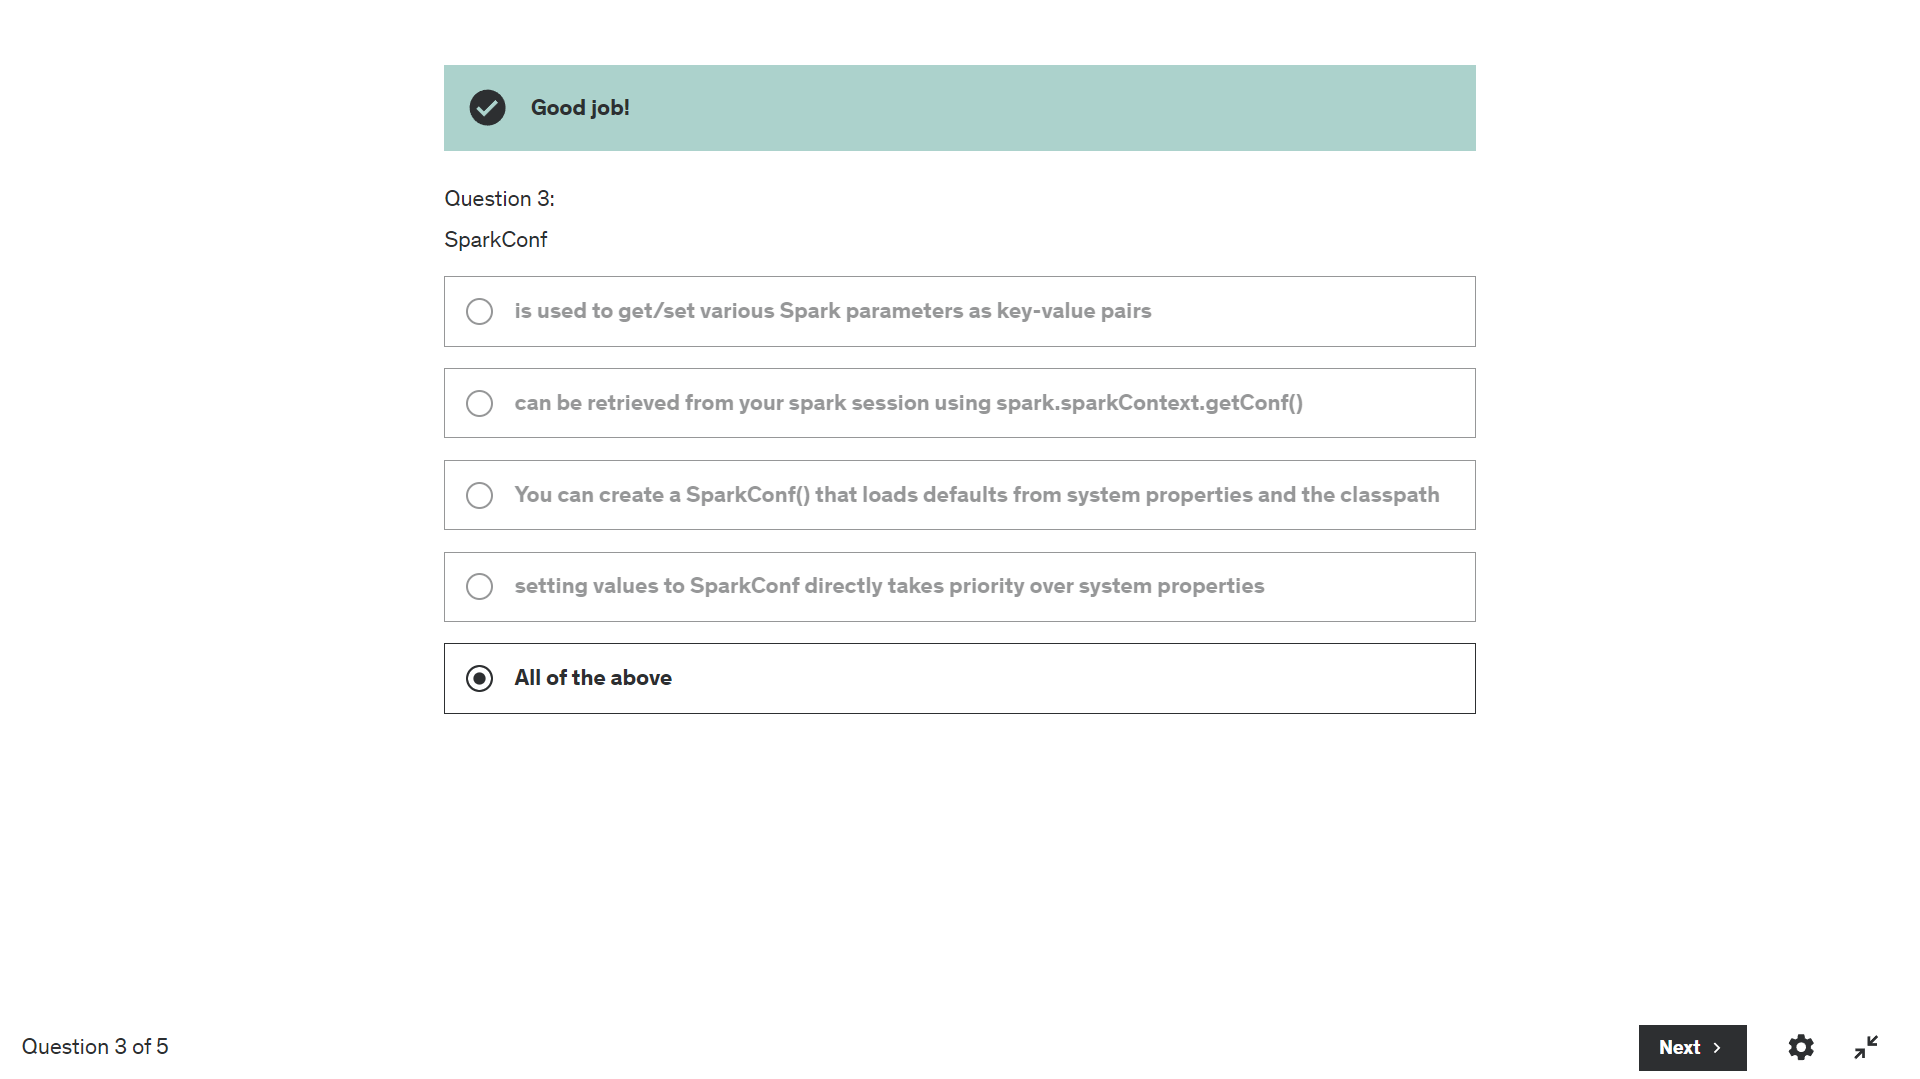 Good job!
Question 3:
SparkConf
is used to get/set various Spark parameters as key-value pairs
can be retrieved from your spark session using spark.sparkContext.getConf()
You can create a SparkConf() that loads defaults from system properties and the classpath
setting values to SparkConf directly takes priority over system properties
All of the above
Question 3 of 5
Next